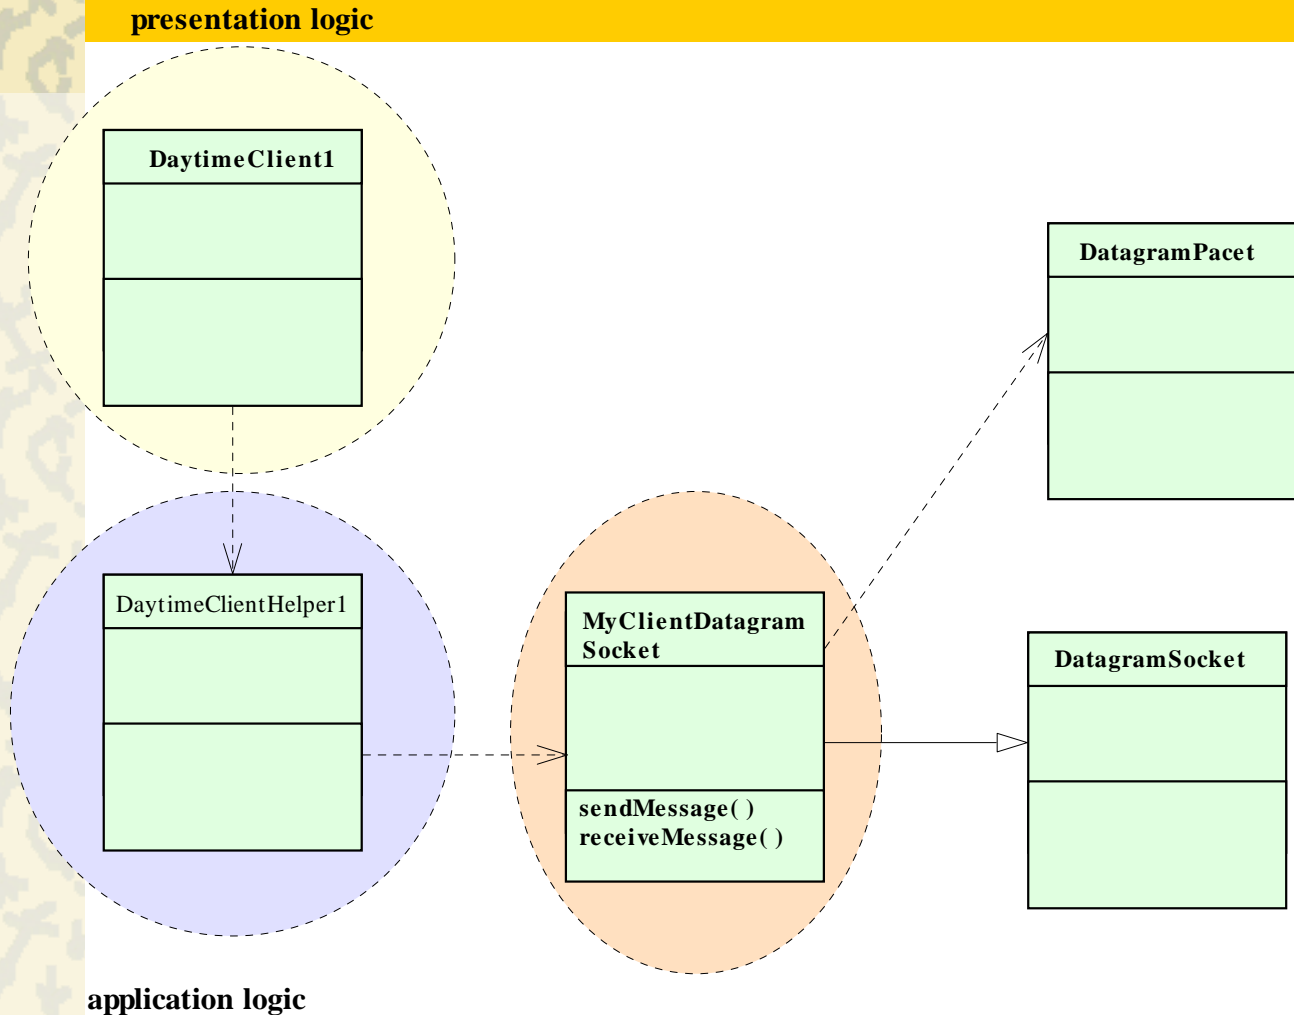 presentation logic
DaytimeClient1
DatagramPacet
DaytimeClientHelper1
MyClientDatagram
Socket
DatagramSocket
sendMessage( )
receiveMessage( )
application logic